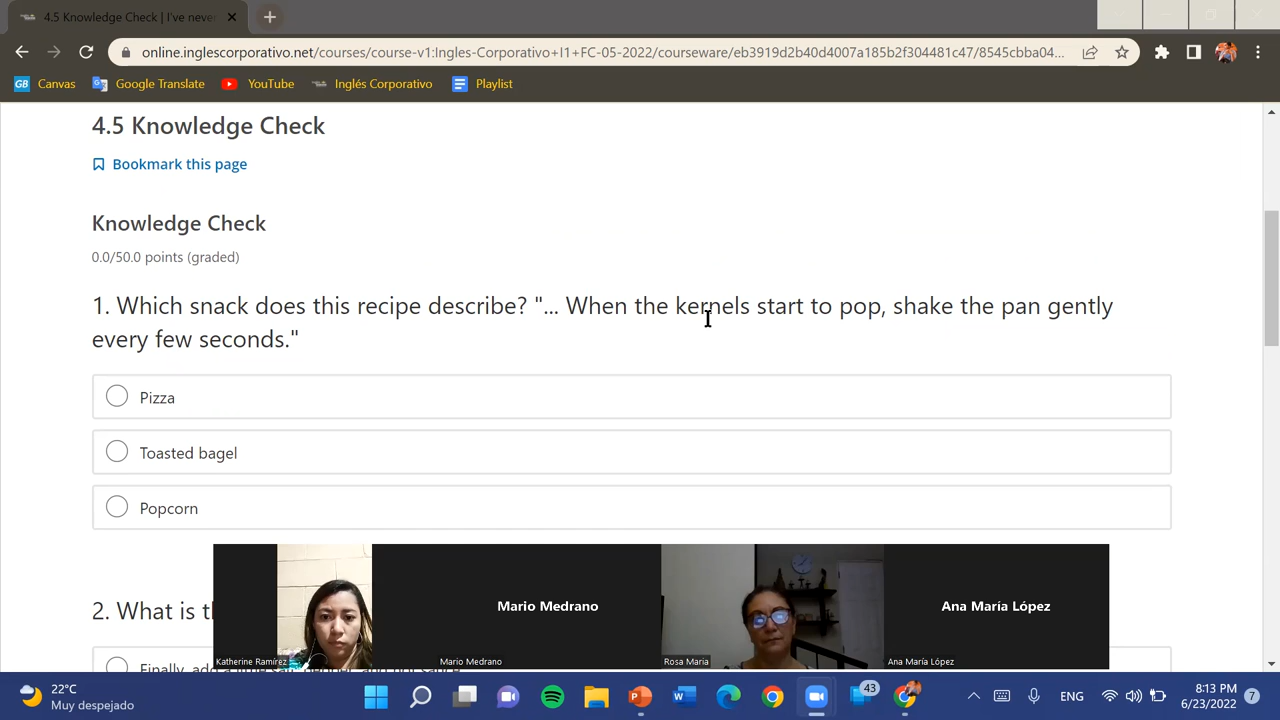 4.5 Knowledge Check | I've neve
online.inglescorporativo.net/courses/course-v1:Ingles-Corporativo+I1+FC-05-2022/courseware/eb3919d2b40d4007a185b2f304481c47/8545cbba04...
GB Canvas Google Translate YouTube Inglés Corporativo Playlist
4.5 Knowledge Check
Bookmark this page
Knowledge Check
0.0/50.0 points (graded)
1. Which snack does this recipe describe? "... When the kernels start to pop, shake the pan gently
every few seconds."
Pizza
Toasted bagel
Popcorn
2. What is th
Mario Medrano
Ana María López
Katherine Ramírez
Mario Medrano
Rosa Maria
Ana María López
22°C
Muy despejado
43
ENG
8:13 PM
6/23/2022
7